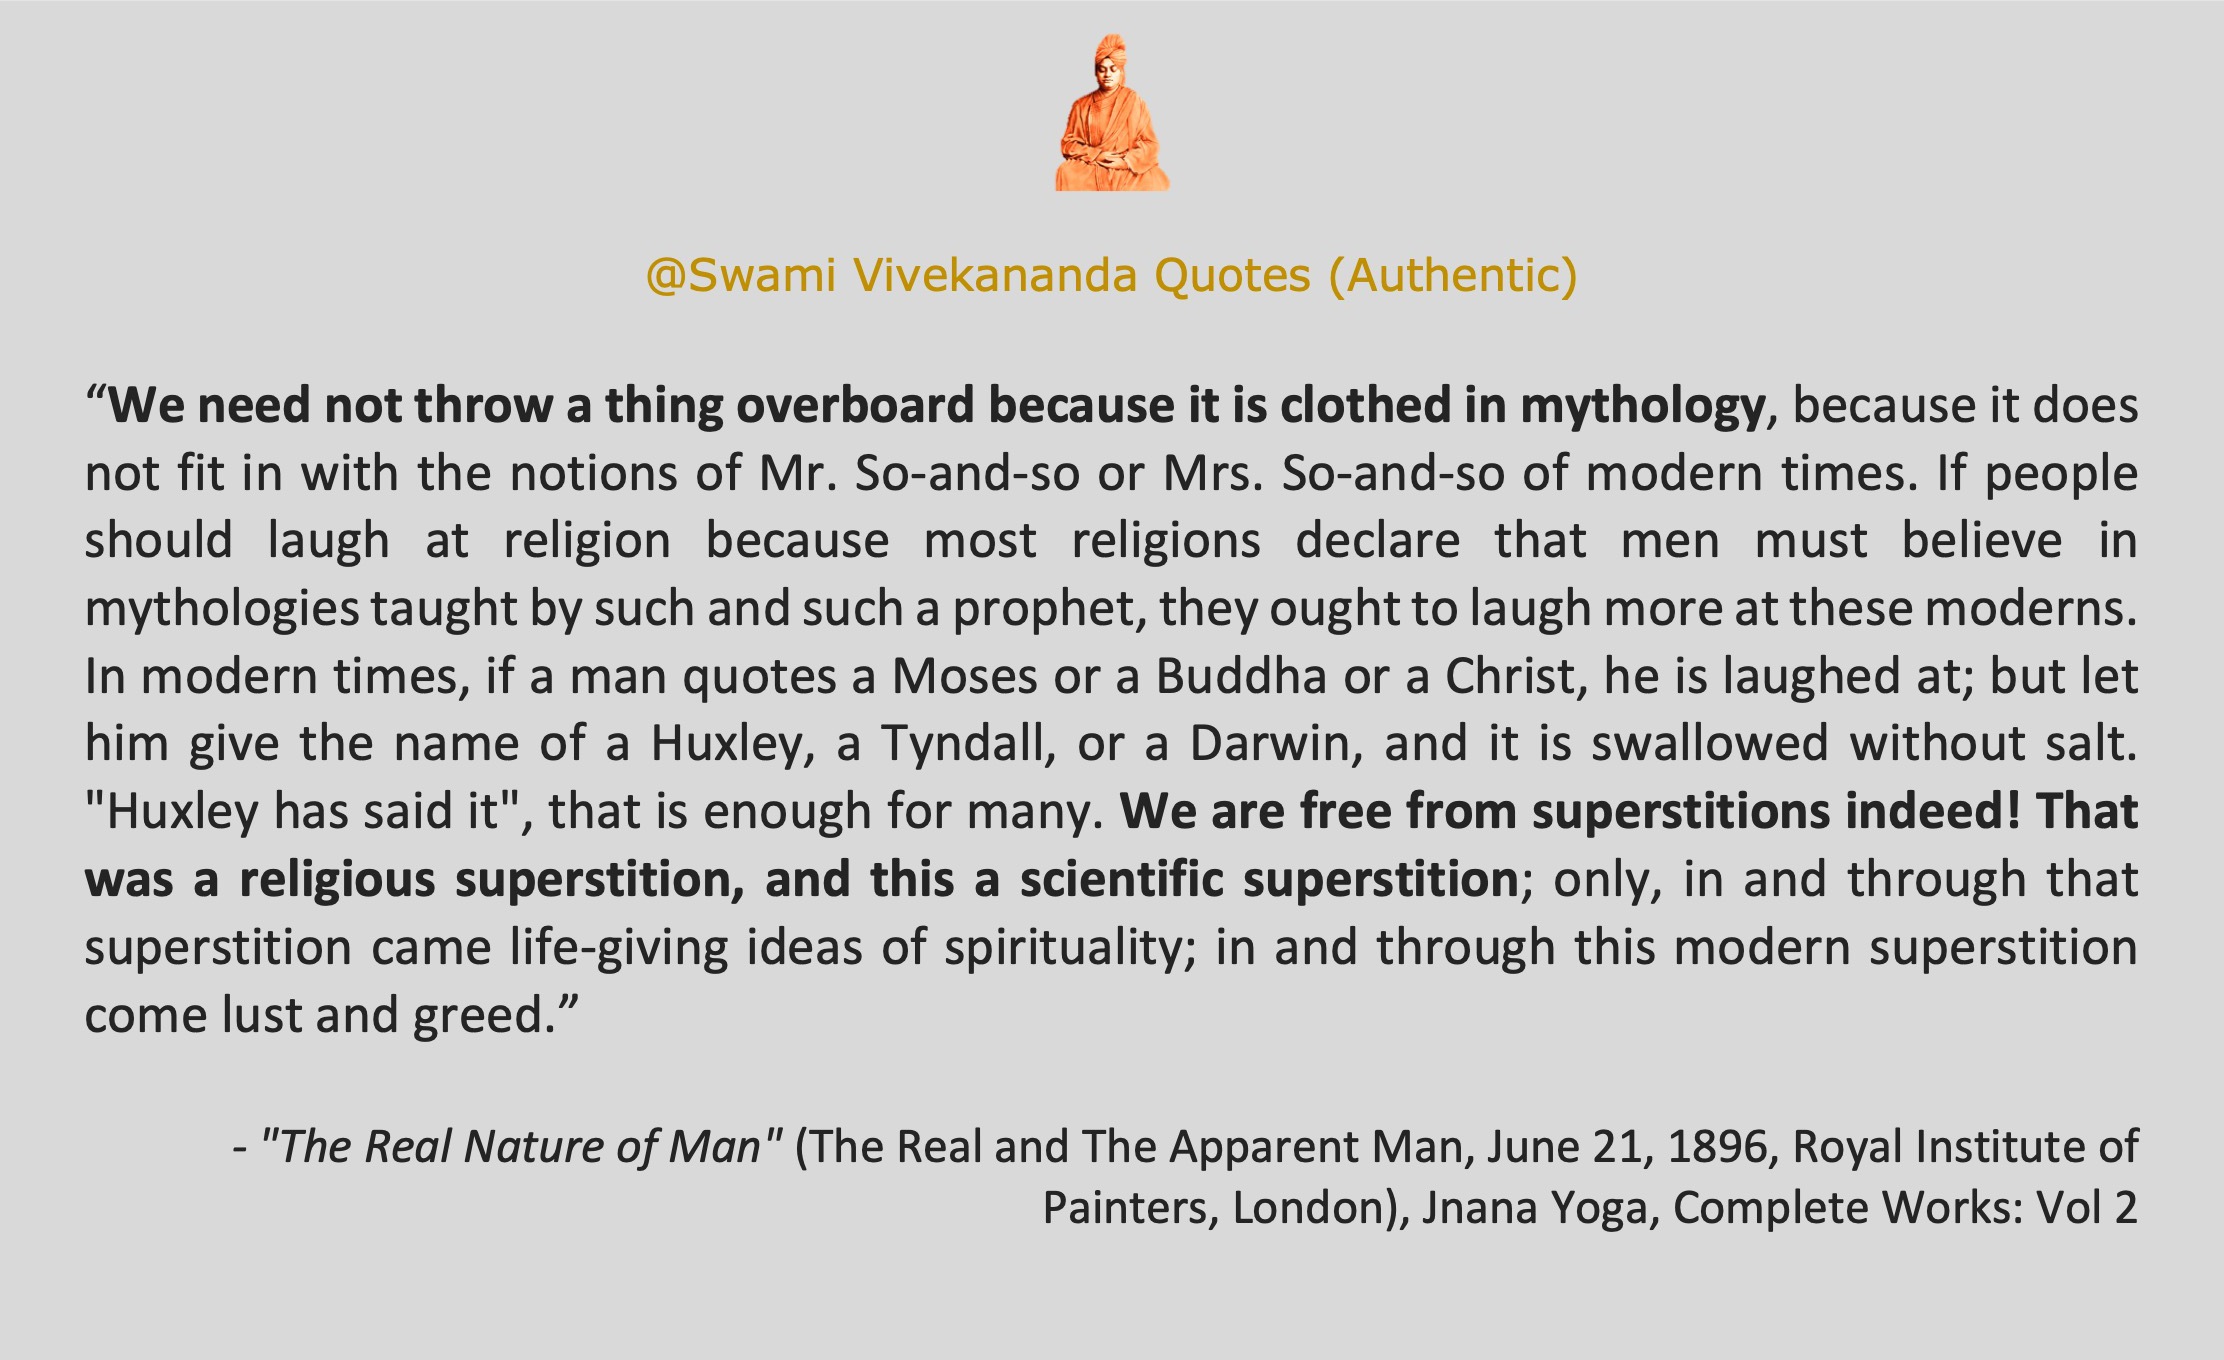 @Swami Vivekananda Quotes (Authentic)
“We need not throw a thing overboard because it is clothed in mythology, because it does
not fit in with the notions of Mr. So-and-so or Mrs. So-and-so of modern times. If people
should laugh at religion because most religions declare that men must believe in
mythologies taught by such and such a prophet, they ought to laugh more at these moderns.
In modern times, if a man quotes a Moses or a Buddha or a Christ, he is laughed at; but let
him give the name of a Huxley, a Tyndall, or a Darwin, and it is swallowed without salt.
"Huxley has said it", that is enough for many. We are free from superstitions indeed! That
was a religious superstition, and this a scientific superstition; only, in and through that
superstition came life-giving ideas of spirituality; in and through this modern superstition
come lust and greed.”
- "The Real Nature of Man" (The Real and The Apparent Man, June 21, 1896, Royal Institute of
Painters, London), Jnana Yoga, Complete Works: Vol 2